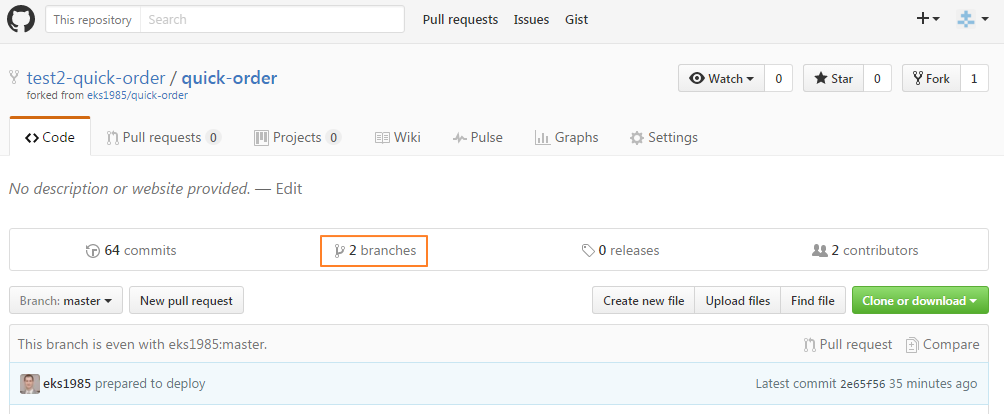 This repository Search Pull requests Issues Gist
test2-quick-order / quick-order
forked from eks1985/quick-order
Watch 0 Star 0 Fork 1
Code Pull requests 0 Projects 0 Wiki Pulse Graphs Settings
No description or website provided. — Edit
64 commits 2 branches 0 releases 2 contributors
Branch: master New pull request Create new file Upload files Find file Clone or download
This branch is even with eks1985:master. Pull request Compare
eks1985 prepared to deploy Latest commit 2e65f56 35 minutes ago